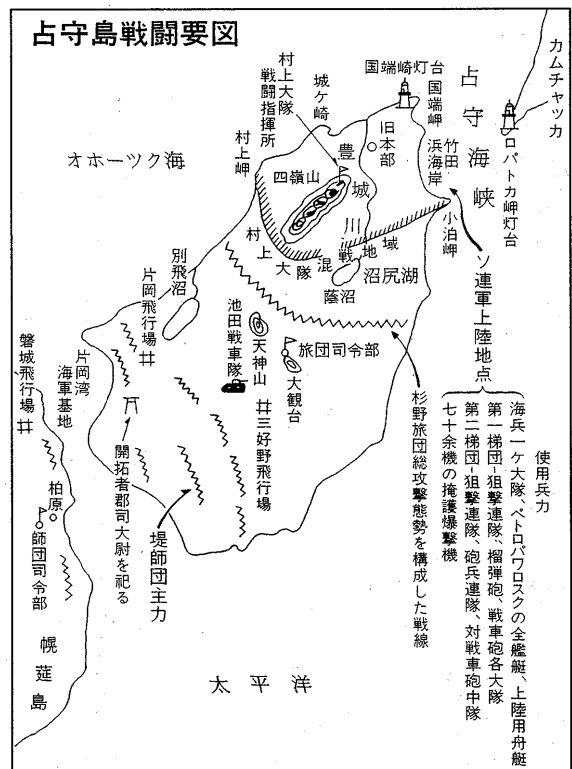 占守島戦闘要図
カムチャッカ
ロパトカ岬灯台
占守海峡
国端崎灯台
国端岬
竹田浜海岸
小泊岬
旧本部
豊城川
城ケ崎
村上大隊
戦闘指揮所
村上岬
四嶺山
オホーツク海
村上大隊
混戦地域
沼尻湖
蔭沼
別飛沼
片岡飛行場
池田戦車隊
天神山
旅団司令部
大観台
三好野飛行場
磐城飛行場
片岡湾
海軍基地
柏原
師団司令部
幌筵島
開拓者郡司大尉を祀る
堤師団主力
杉野旅団総攻撃態勢を構成した戦線
ソ連軍上陸地点
使用兵力
海兵一ケ大隊、ペトロパワロスクの全艦艇、上陸用舟艇
第一梯団-狙撃連隊、榴弾砲、戦車砲各大隊
第二梯団-狙撃連隊、砲兵連隊、対戦車砲中隊
七十余機の掩護爆撃機
太平洋